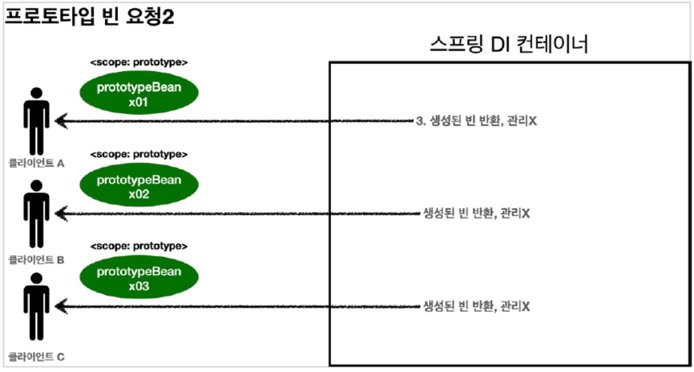 프로토타입 빈 요청2
스프링 DI 컨테이너
<scope: prototype>
prototypeBean
x01
3. 생성된 빈 반환, 관리X
클라이언트 A
<scope: prototype>
prototypeBean
x02
생성된 빈 반환, 관리X
클라이언트 B
<scope: prototype>
prototypeBean
x03
생성된 빈 반환, 관리X
클라이언트 C